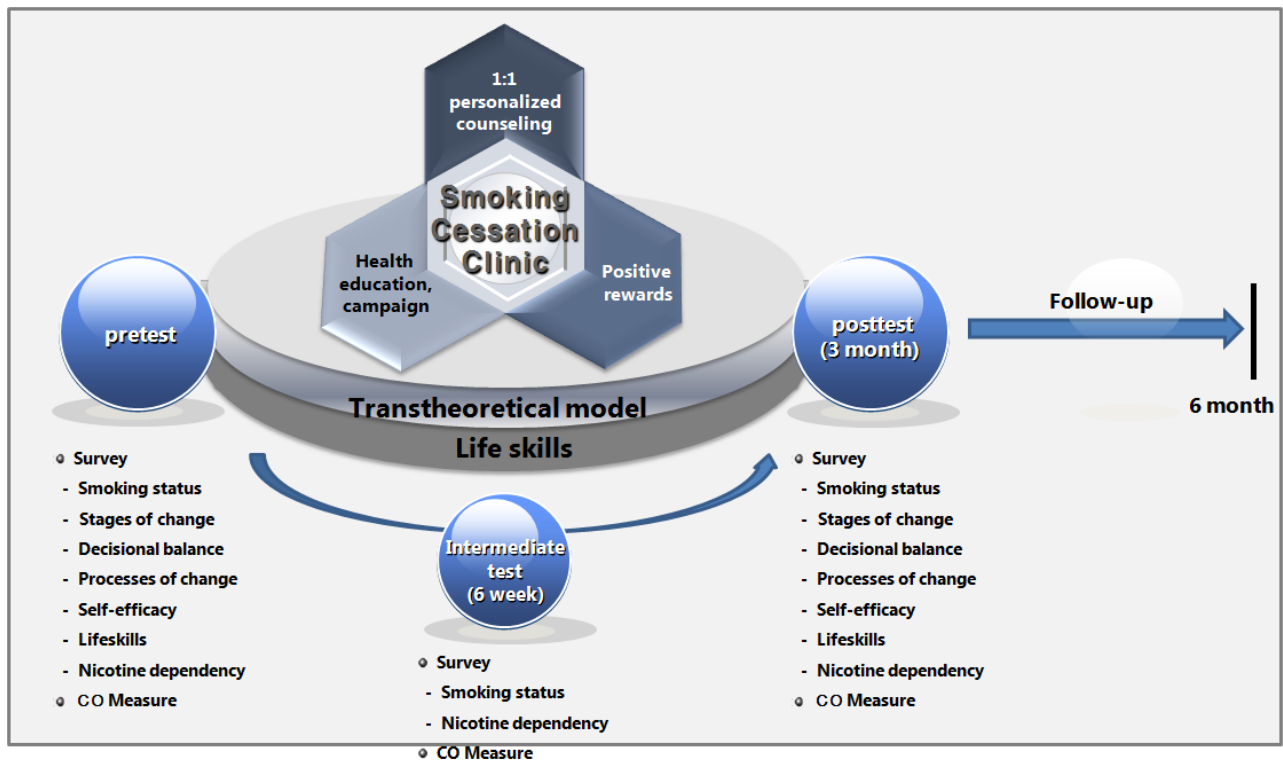 1:1
personalized
counseling
Smoking
Cessation
Clinic
Health
education,
campaign
Positive
rewards
pretest
posttest
(3 month)
Follow-up
6 month
Transtheoretical model
Life skills
Survey
- Smoking status
- Stages of change
- Decisional balance
- Processes of change
- Self-efficacy
- Lifeskills
- Nicotine dependency
CO Measure
Intermediate
test
(6 week)
Survey
- Smoking status
- Nicotine dependency
CO Measure
Survey
- Smoking status
- Stages of change
- Decisional balance
- Processes of change
- Self-efficacy
- Lifeskills
- Nicotine dependency
CO Measure